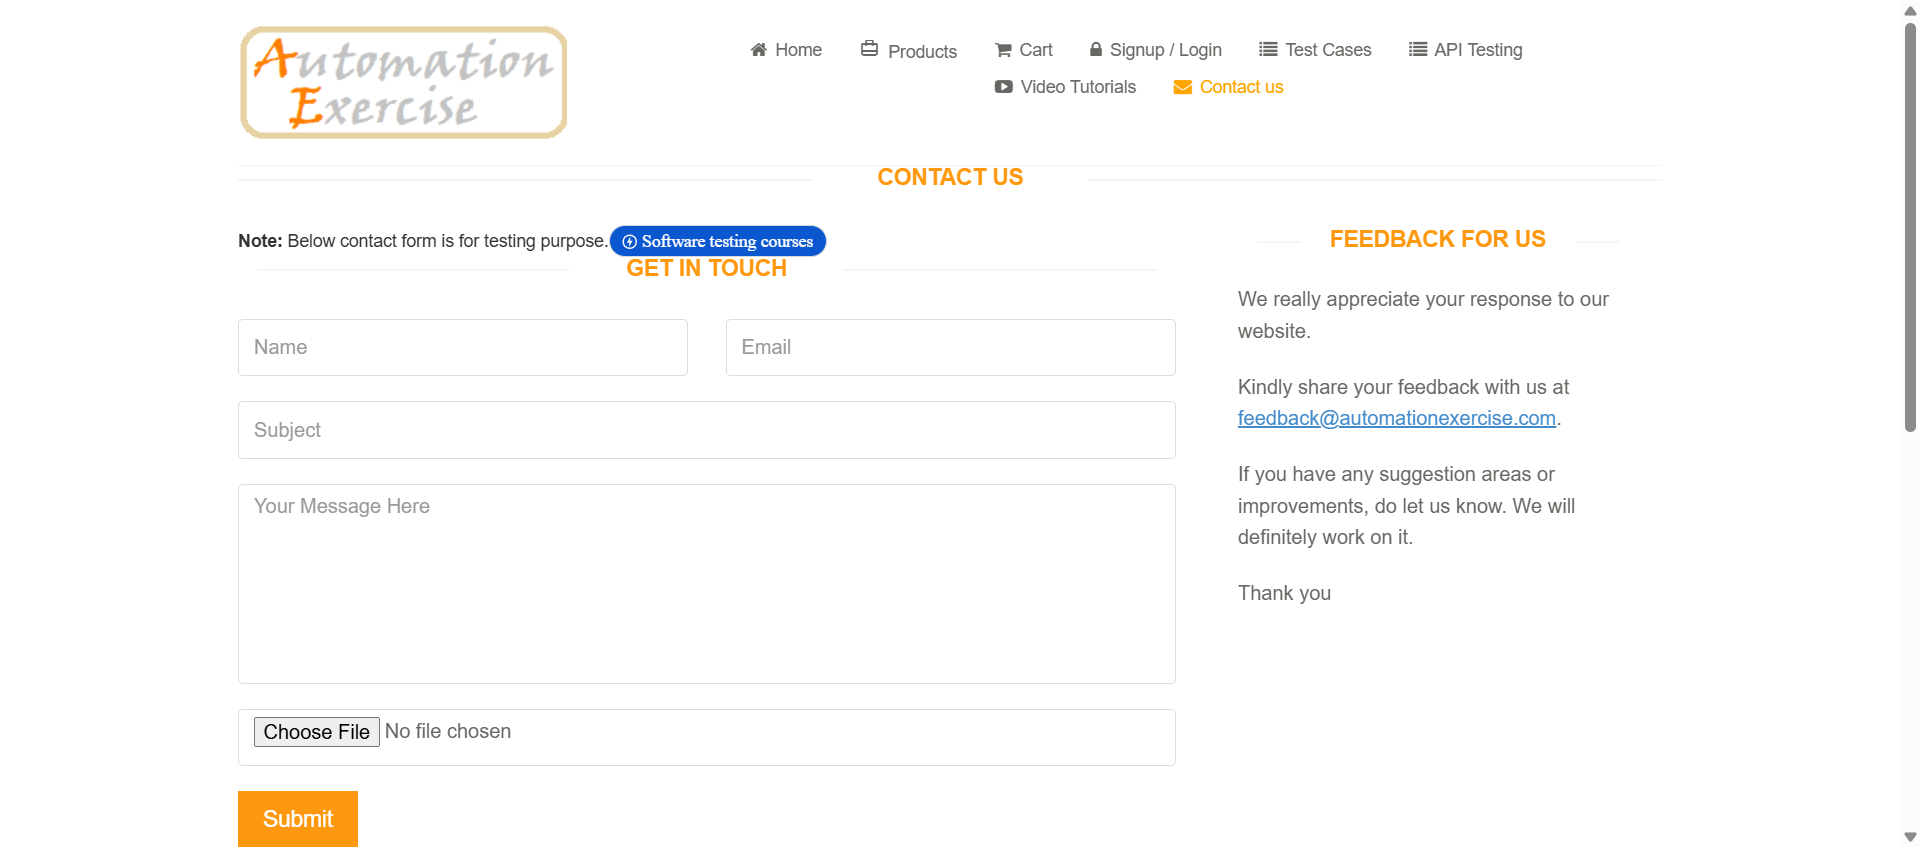 Automation
Exercise
Home
Products
Cart
Signup / Login
Test Cases
API Testing
Video Tutorials
Contact us
CONTACT US
Note: Below contact form is for testing purpose.
Software testing courses
GET IN TOUCH
Name
Email
Subject
Your Message Here
Choose File No file chosen
Submit
FEEDBACK FOR US
We really appreciate your response to our
website.
Kindly share your feedback with us at
feedback@automationexercise.com.
If you have any suggestion areas or
improvements, do let us know. We will
definitely work on it.
Thank you